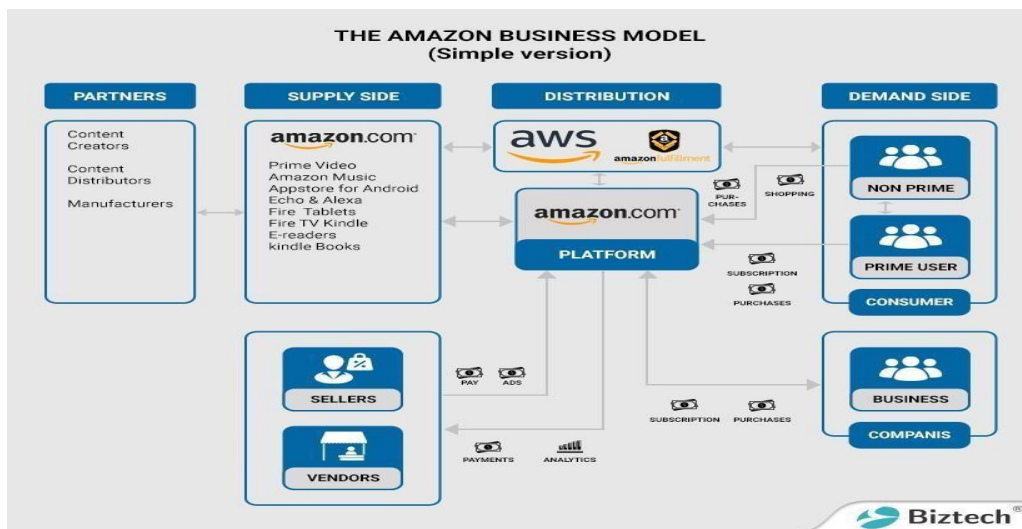 THE AMAZON BUSINESS MODEL
(Simple version)
PARTNERS
SUPPLY SIDE
DISTRIBUTION
DEMAND SIDE
Content
Creators
Content
Distributors
Manufacturers
amazon.com
Prime Video
Amazon Music
Appstore for Android
Echo & Alexa
Fire Tablets
Fire TV Kindle
E-readers
kindle Books
aws
amazonfulfillment
amazon.com
PLATFORM
PUR-
CHASES
SHOPPING
SUBSCRIPTION
PURCHASES
NON PRIME
PRIME USER
CONSUMER
SELLERS
VENDORS
PAY
ADS
PAYMENTS
ANALYTICS
SUBSCRIPTION
PURCHASES
BUSINESS
COMPANIS
Biztech®